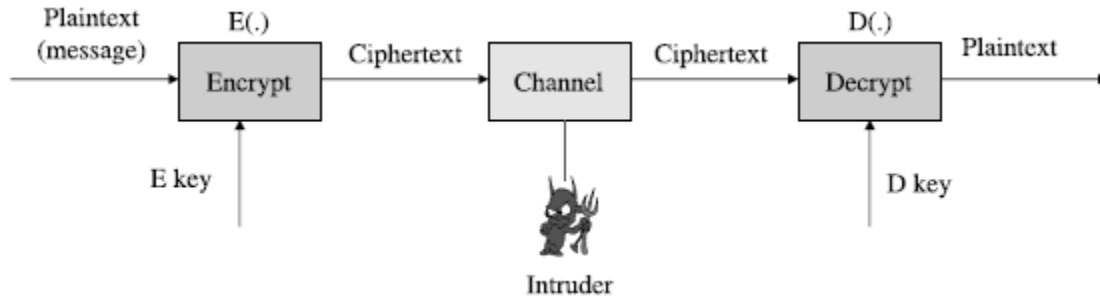 Plaintext
(message)
E(.)
Encrypt
Ciphertext
Channel
Ciphertext
D(.)
Decrypt
Plaintext
E key
D key
Intruder